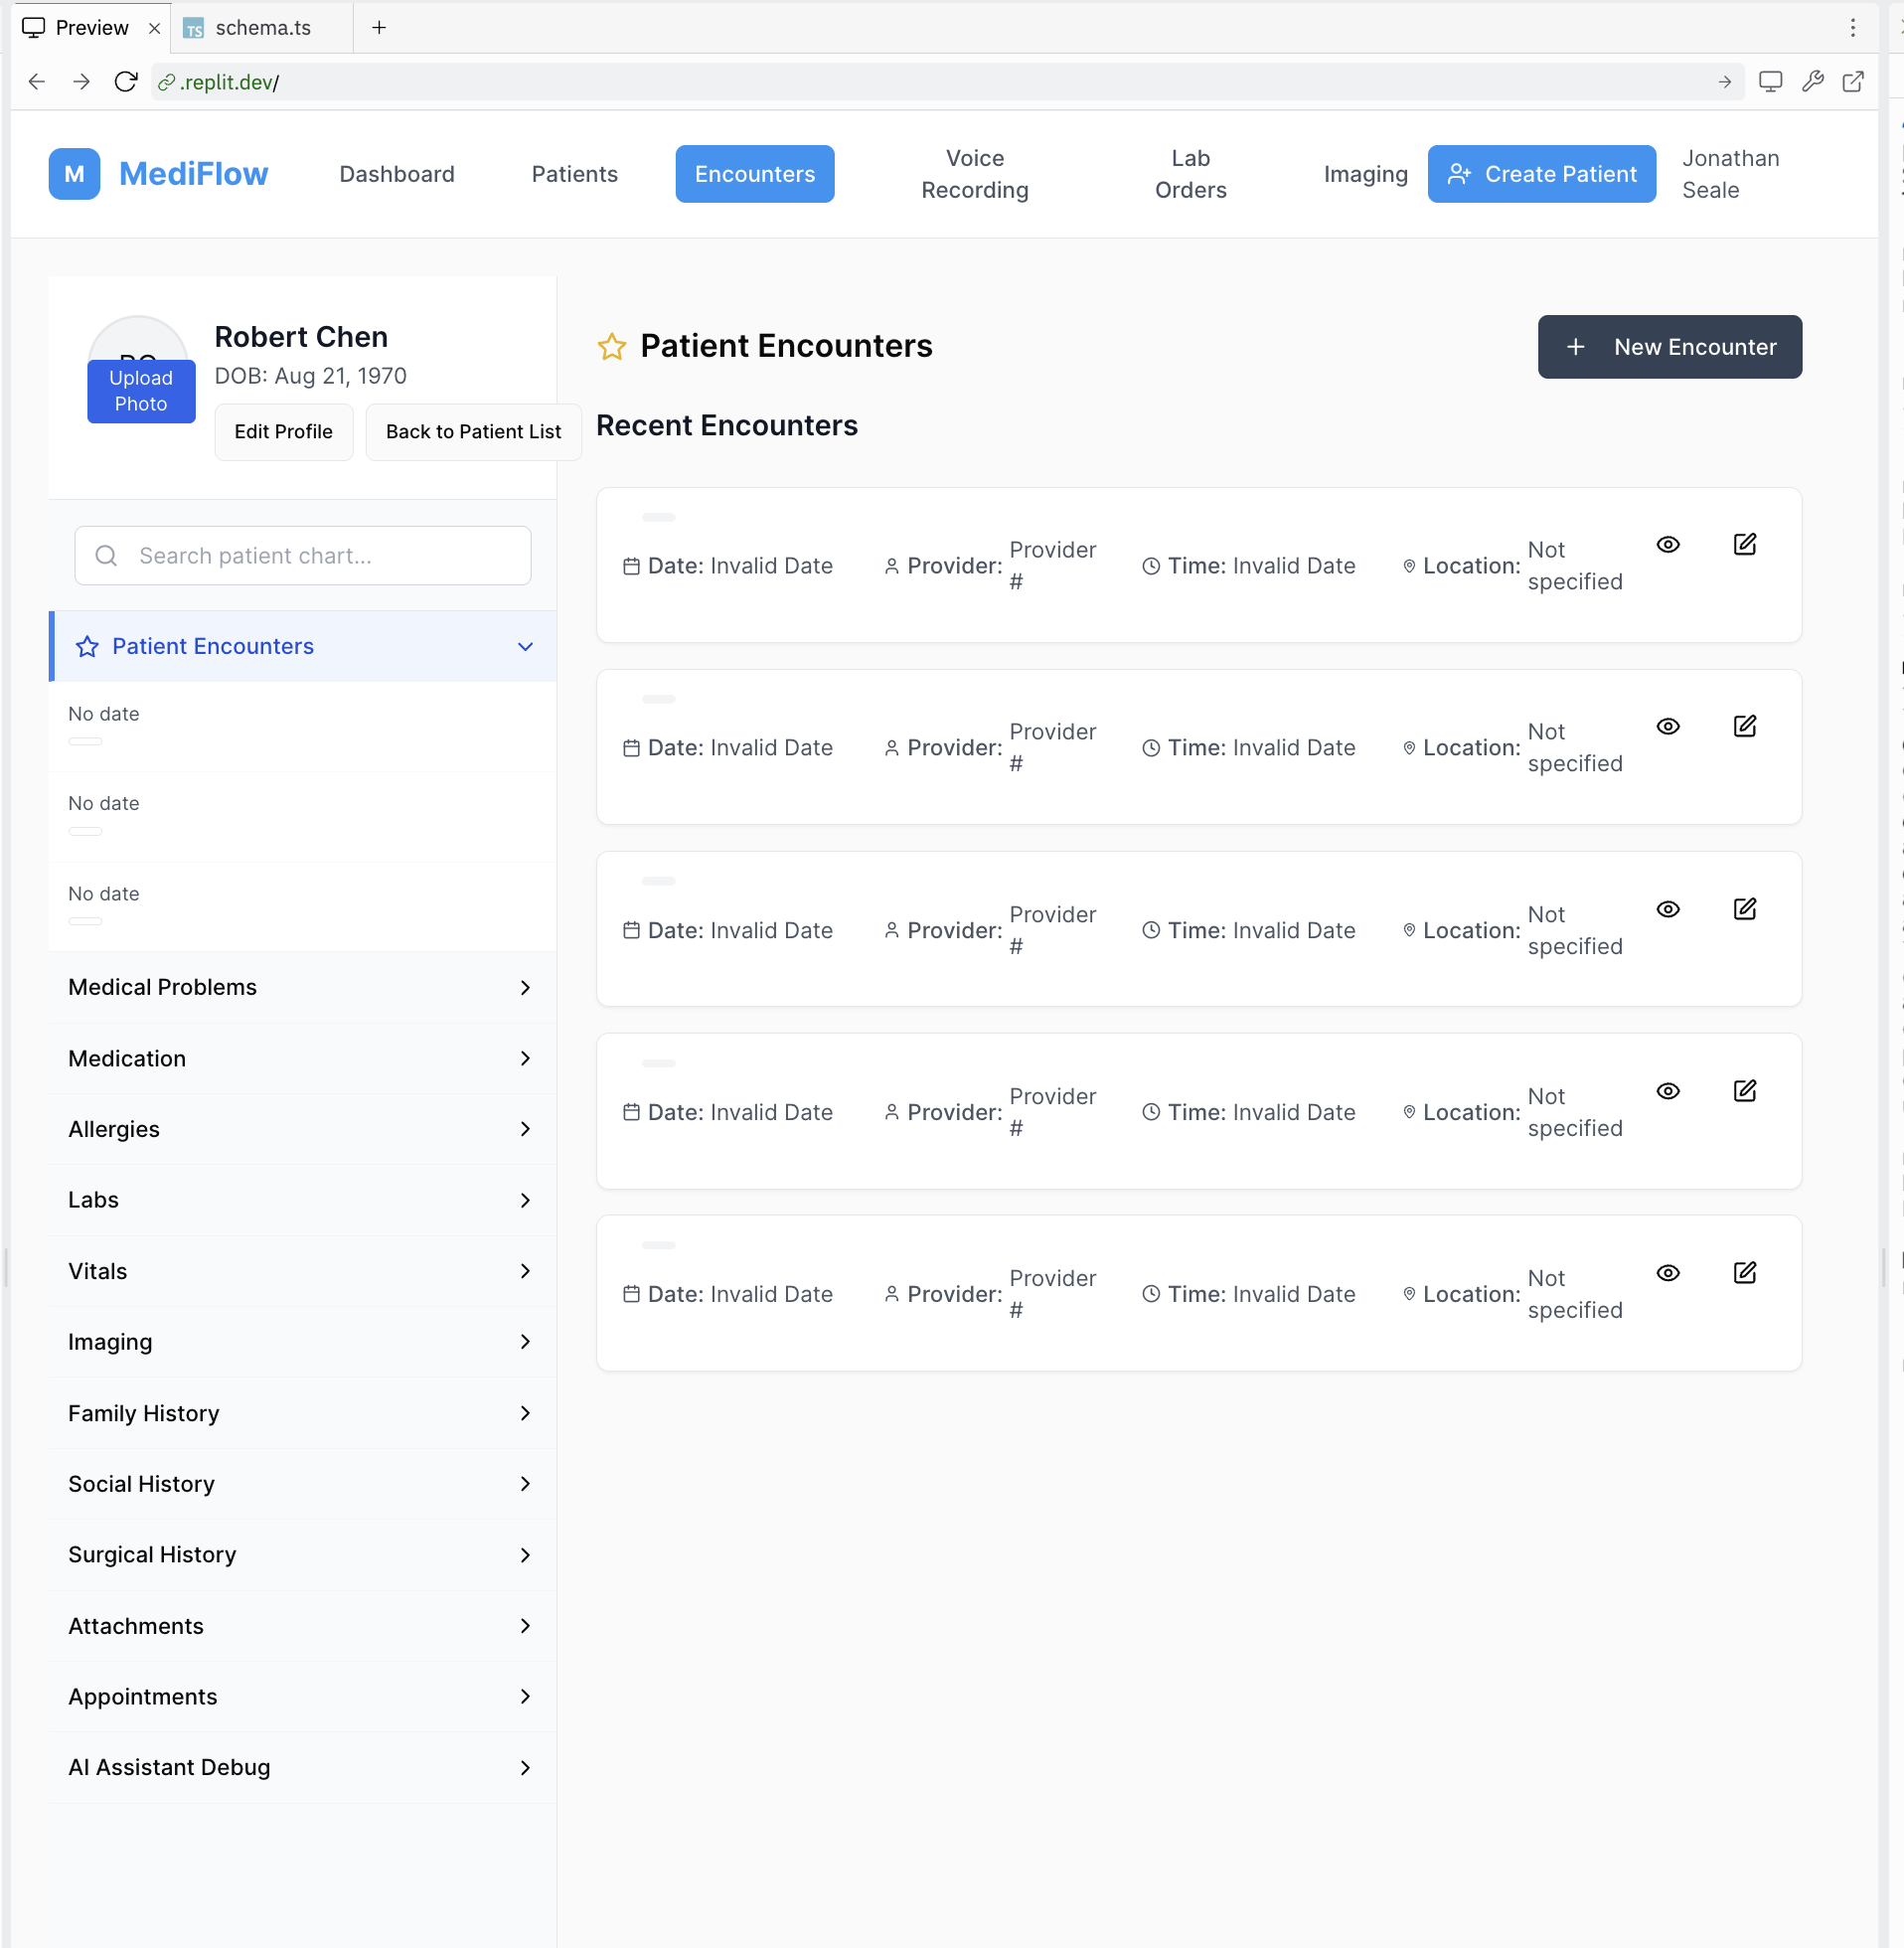 Preview
TS schema.ts
.replit.dev/
M MediFlow
Dashboard
Patients
Encounters
Voice
Recording
Lab
Orders
Imaging
Create Patient
Jonathan
Seale
Upload
Photo
Robert Chen
DOB: Aug 21, 1970
Edit Profile
Back to Patient List
Search patient chart...
Patient Encounters
No date
No date
No date
Medical Problems
Medication
Allergies
Labs
Vitals
Imaging
Family History
Social History
Surgical History
Attachments
Appointments
AI Assistant Debug
Patient Encounters
New Encounter
Recent Encounters
Date: Invalid Date
Provider: Provider
#
Time: Invalid Date
Location: Not
specified
Date: Invalid Date
Provider: Provider
#
Time: Invalid Date
Location: Not
specified
Date: Invalid Date
Provider: Provider
#
Time: Invalid Date
Location: Not
specified
Date: Invalid Date
Provider: Provider
#
Time: Invalid Date
Location: Not
specified
Date: Invalid Date
Provider: Provider
#
Time: Invalid Date
Location: Not
specified